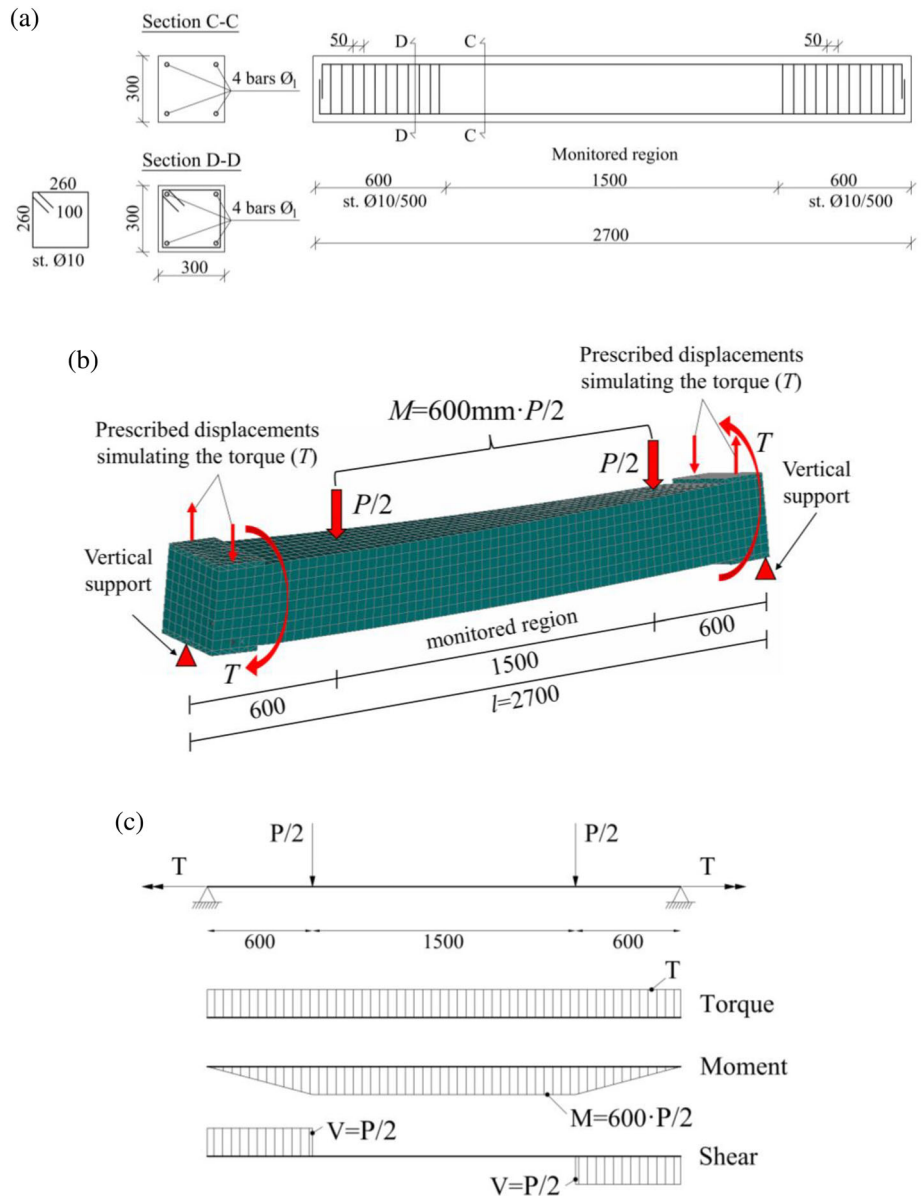 (a)
Section C-C
300
4 bars Øl
50
D
C
50
D
C
Section D-D
Monitored region
260
260
100
st. Ø10
300
4 bars Øl
300
600
1500
600
st. Ø10/500
st. Ø10/500
2700
(b)
Prescribed displacements
simulating the torque (T)
M=600mm·P/2
Prescribed displacements
simulating the torque (T)
P/2
T
P/2
Vertical
support
Vertical
support
T
monitored region
600
1500
600
l=2700
(c)
P/2
P/2
T
T
600
1500
600
T
Torque
Moment
M=600·P/2
V=P/2
Shear
V=P/2